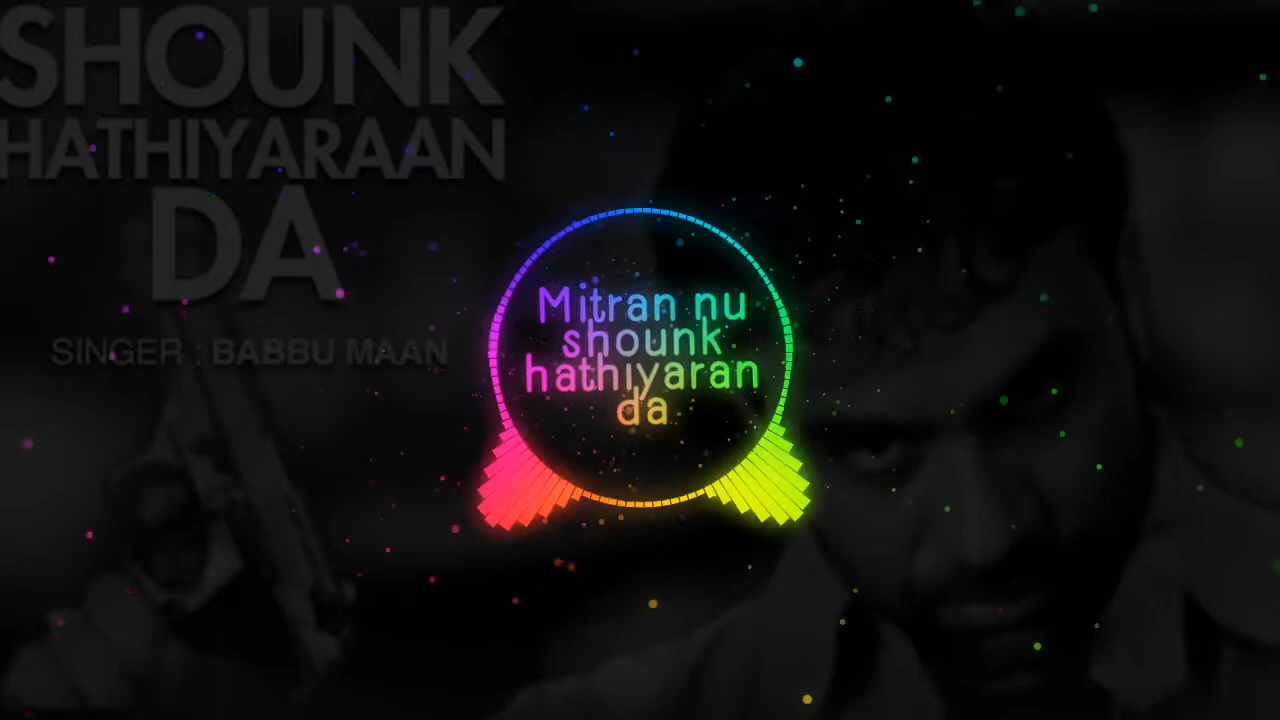 SHOUNK
HATHIYARAAN
DA
SINGER : BABBU MAAN
Mitran nu
shounk
hathiyaran
da